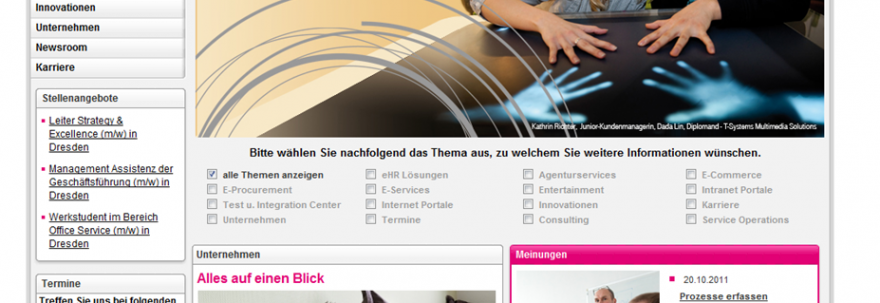 Innovationen
Unternehmen
Newsroom
Karriere
Stellenangebote
Leiter Strategy &
Excellence (m/w) in
Dresden
Management Assistenz der
Geschäftsführung (m/w) in
Dresden
Werkstudent im Bereich
Office Service (m/w) in
Dresden
Termine
Treffen Sie uns bei folgenden
Kathrin Richter, Junior-Kundenmanagerin, Dada Lin, Diplomand - T-Systems Multimedia Solutions
Bitte wählen Sie nachfolgend das Thema aus, zu welchem Sie weitere Informationen wünschen.
alle Themen anzeigen eHR Lösungen Agenturservices E-Commerce
E-Procurement E-Services Entertainment Intranet Portale
Test u. Integration Center Internet Portale Innovationen Karriere
Unternehmen Termine Consulting Service Operations
Unternehmen
Alles auf einen Blick
Meinungen
20.10.2011
Prozesse erfassen